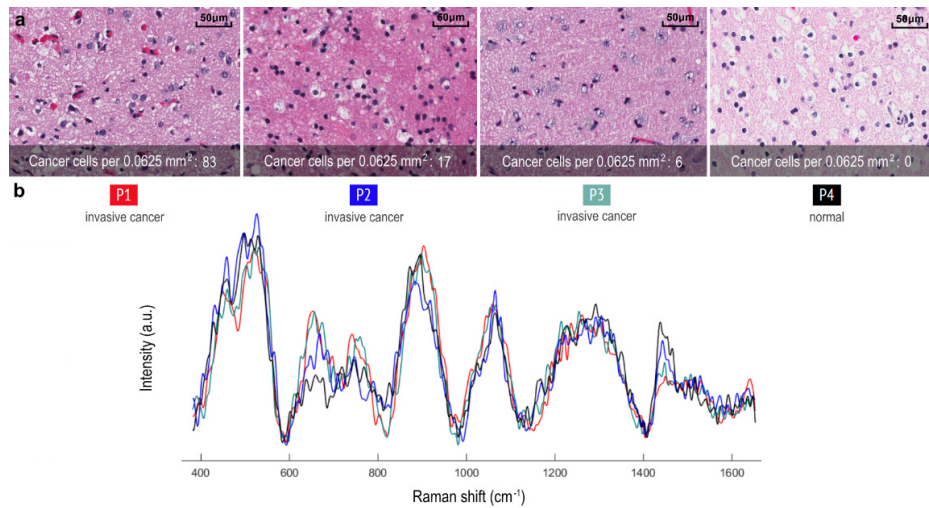 a
50µm
50µm
50µm
50µm
Cancer cells per 0.0625 mm²: 83
Cancer cells per 0.0625 mm²: 17
Cancer cells per 0.0625 mm²: 6
Cancer cells per 0.0625 mm²: 0
b
P1
P2
P3
P4
invasive cancer
invasive cancer
invasive cancer
normal
Intensity (a.u.)
400
600
800
1000
1200
1400
1600
Raman shift (cm⁻¹)